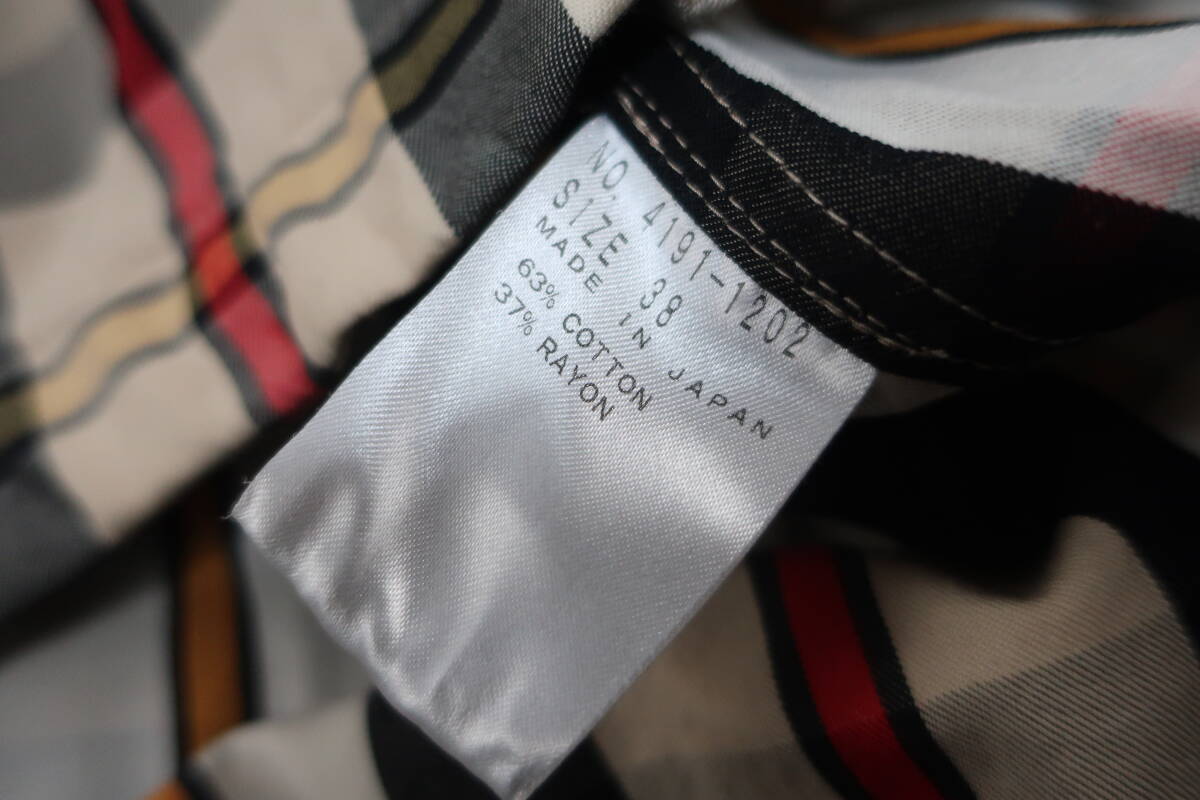 NO. 4191-1202
SIZE 38
MADE IN JAPAN
63% COTTON
37% RAYON